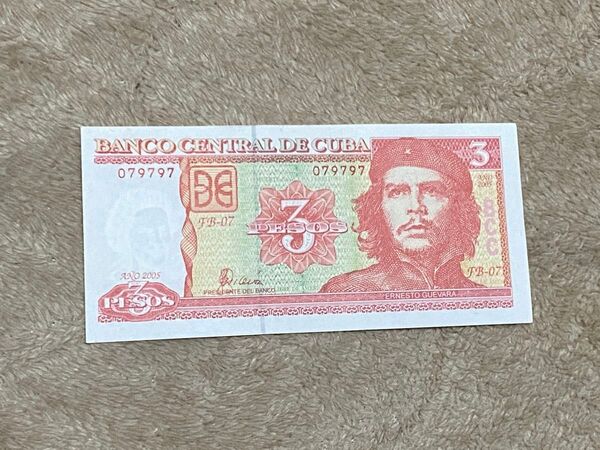 BANCO CENTRAL DE CUBA 3
079797 079797
AÑO 2005
FB-07
3 PESOS
BCC
AÑO 2005
FB-07
PRESIDENTE DEL BANCO
3 PESOS
ERNESTO GUEVARA